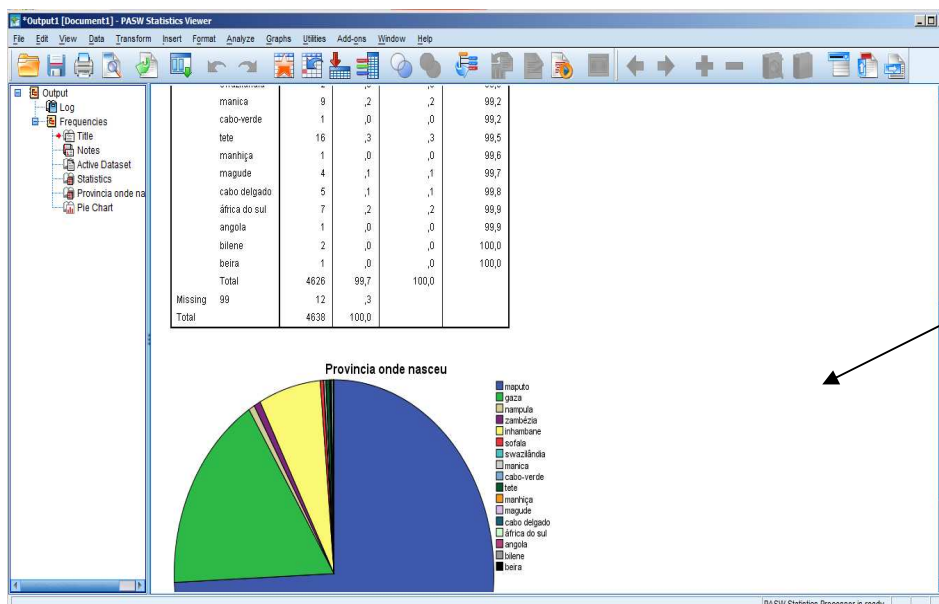 *Output1 [Document1] - PASW Statistics Viewer
File Edit View Data Transform Insert Format Analyze Graphs Utilities Add-ons Window Help
Output
Log
Frequencies
Title
Notes
Active Dataset
Statistics
Provincia onde na
Pie Chart
manica 9 ,2 ,2 99,2
cabo-verde 1 ,0 ,0 99,2
tete 16 ,3 ,3 99,5
manhiça 1 ,0 ,0 99,6
magude 4 ,1 ,1 99,7
cabo delgado 5 ,1 ,1 99,8
áfrica do sul 7 ,2 ,2 99,9
angola 1 ,0 ,0 99,9
bilene 2 ,0 ,0 100,0
beira 1 ,0 ,0 100,0
Total 4626 99,7 100,0
Missing 99 12 ,3
Total 4638 100,0
Provincia onde nasceu
maputo
gaza
nampula
zambézia
inhambane
sofala
swazilândia
manica
cabo-verde
tete
manhiça
magude
cabo delgado
áfrica do sul
angola
bilene
beira
PASW Statistics Processor is ready